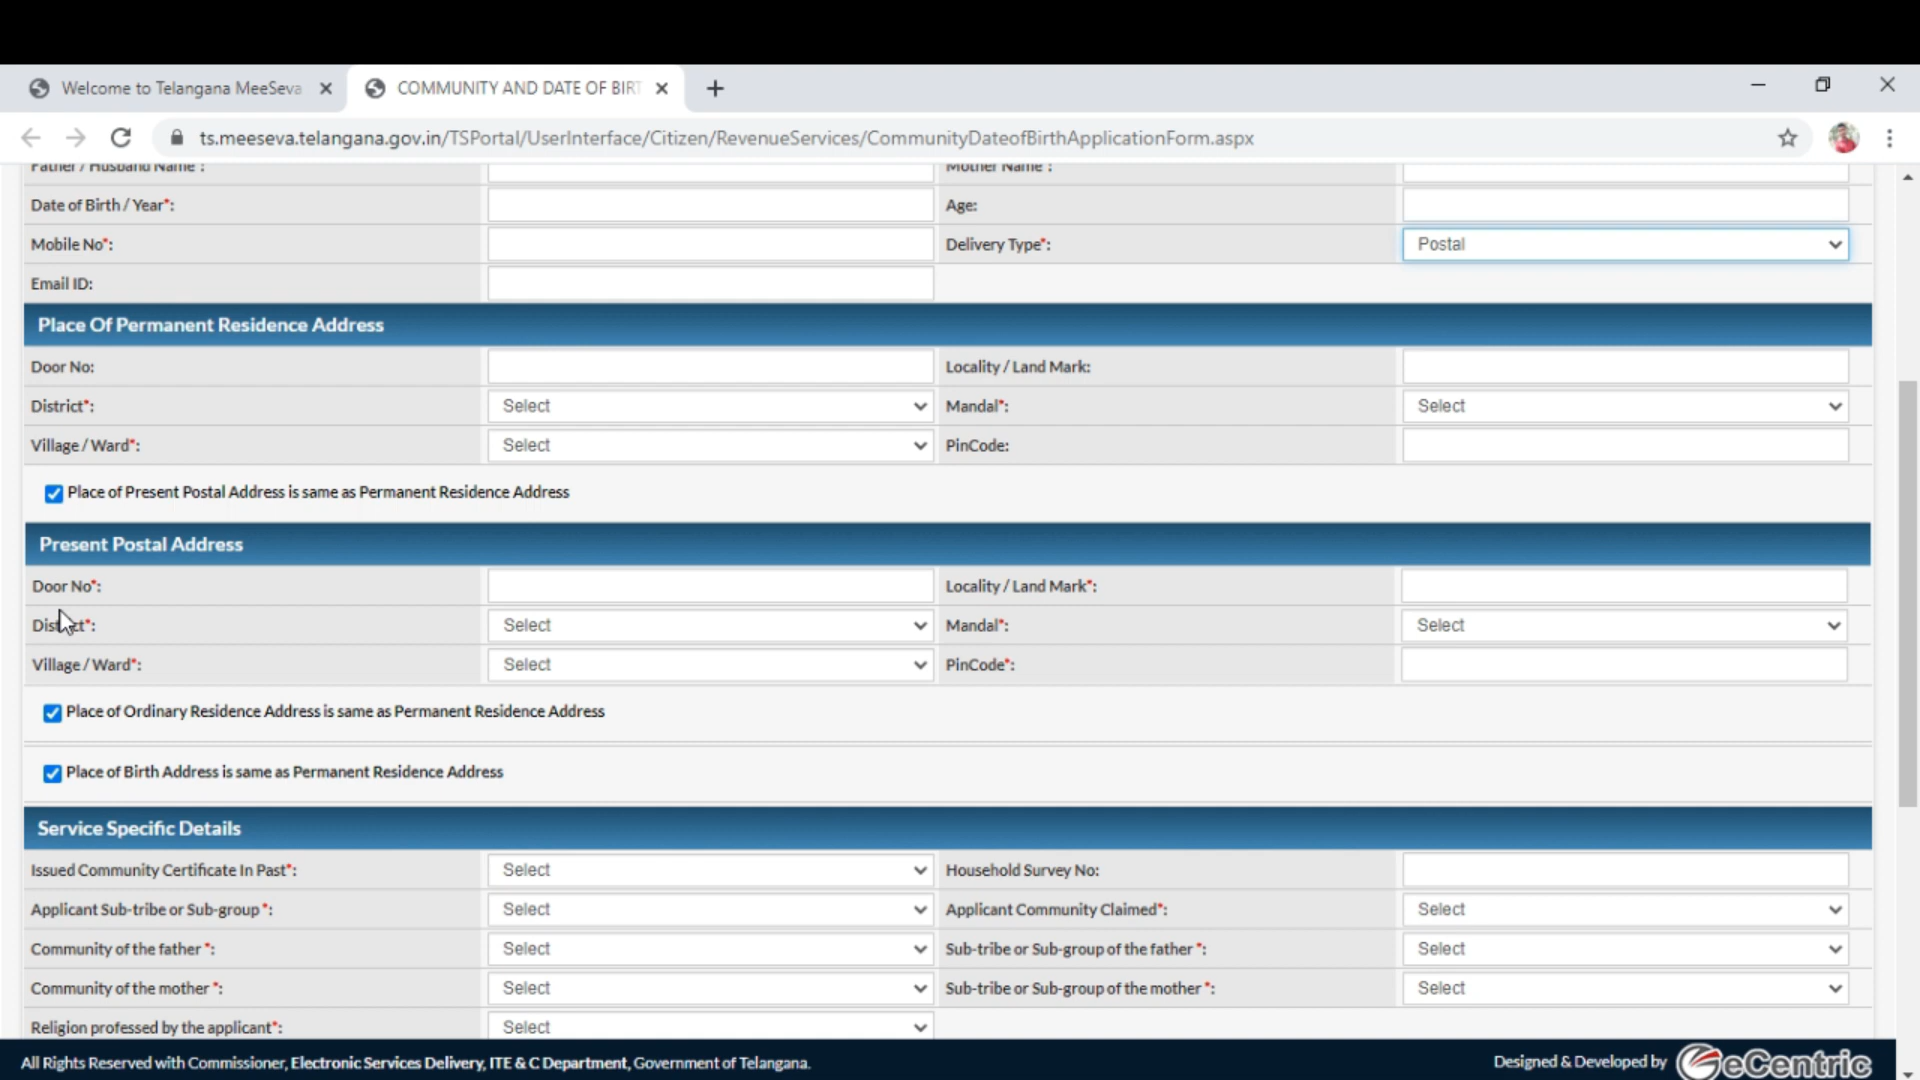 Welcome to Telangana MeeSeva
COMMUNITY AND DATE OF BIRT
ts.meeseva.telangana.gov.in/TSPortal/UserInterface/Citizen/RevenueServices/CommunityDateofBirthApplicationForm.aspx
Father / Husband Name : Mother Name :
Date of Birth / Year*: Age:
Mobile No*: Delivery Type*: Postal
Email ID:
Place Of Permanent Residence Address
Door No: Locality / Land Mark:
District*: Select Mandal*: Select
Village / Ward*: Select PinCode:
Place of Present Postal Address is same as Permanent Residence Address
Present Postal Address
Door No*: Locality / Land Mark*:
District*: Select Mandal*: Select
Village / Ward*: Select PinCode*:
Place of Ordinary Residence Address is same as Permanent Residence Address
Place of Birth Address is same as Permanent Residence Address
Service Specific Details
Issued Community Certificate In Past*: Select Household Survey No:
Applicant Sub-tribe or Sub-group *: Select Applicant Community Claimed*: Select
Community of the father *: Select Sub-tribe or Sub-group of the father *: Select
Community of the mother *: Select Sub-tribe or Sub-group of the mother *: Select
Religion professed by the applicant*: Select
All Rights Reserved with Commissioner, Electronic Services Delivery, ITE & C Department, Government of Telangana. Designed & Developed by eCentric